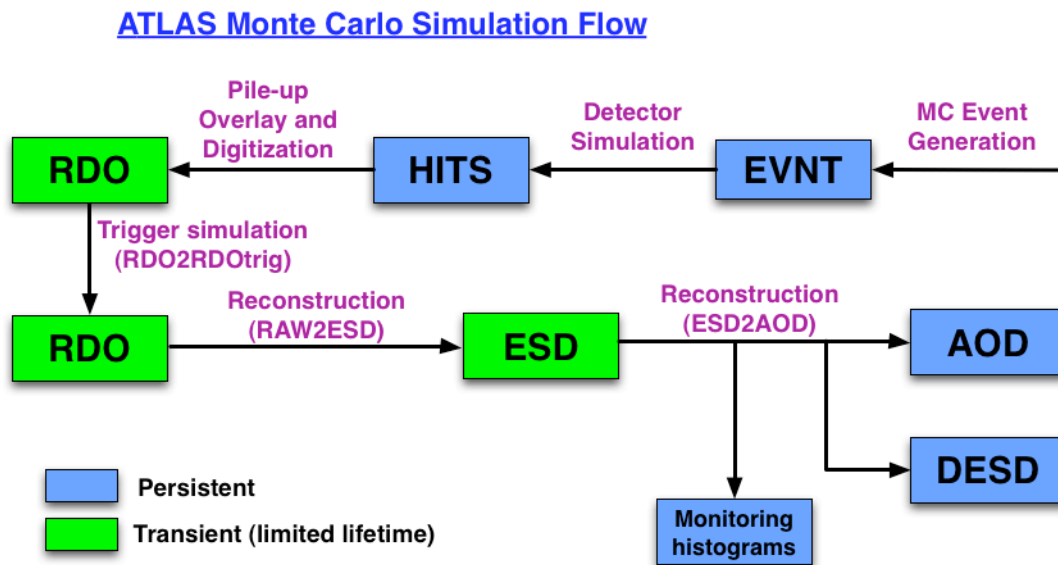 ATLAS Monte Carlo Simulation Flow
Pile-up
Overlay and
Digitization
Detector
Simulation
MC Event
Generation
RDO
HITS
EVNT
Trigger simulation
(RDO2RDOtrig)
Reconstruction
(RAW2ESD)
Reconstruction
(ESD2AOD)
RDO
ESD
AOD
DESD
Monitoring
histograms
Persistent
Transient (limited lifetime)